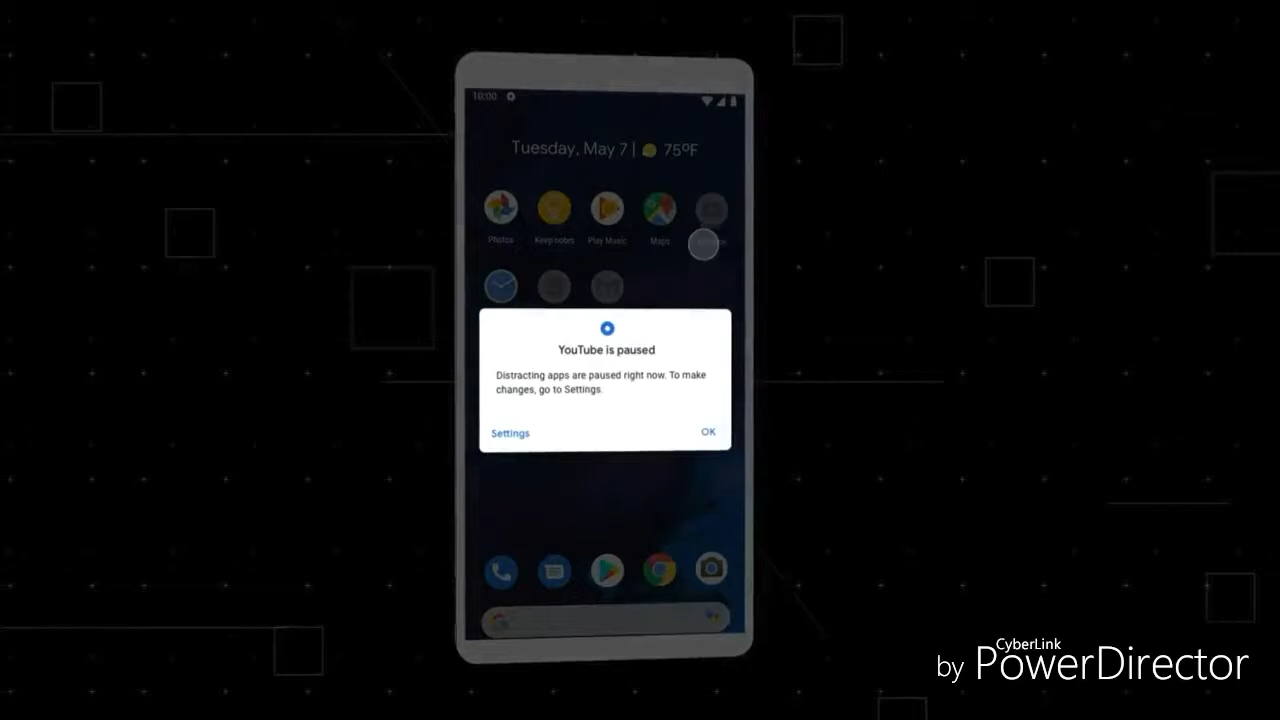 10:00
Tuesday, May 7 | 75°F
Photos Keep notes Play Music Maps
YouTube is paused
Distracting apps are paused right now. To make
changes, go to Settings.
Settings OK
CyberLink
by PowerDirector